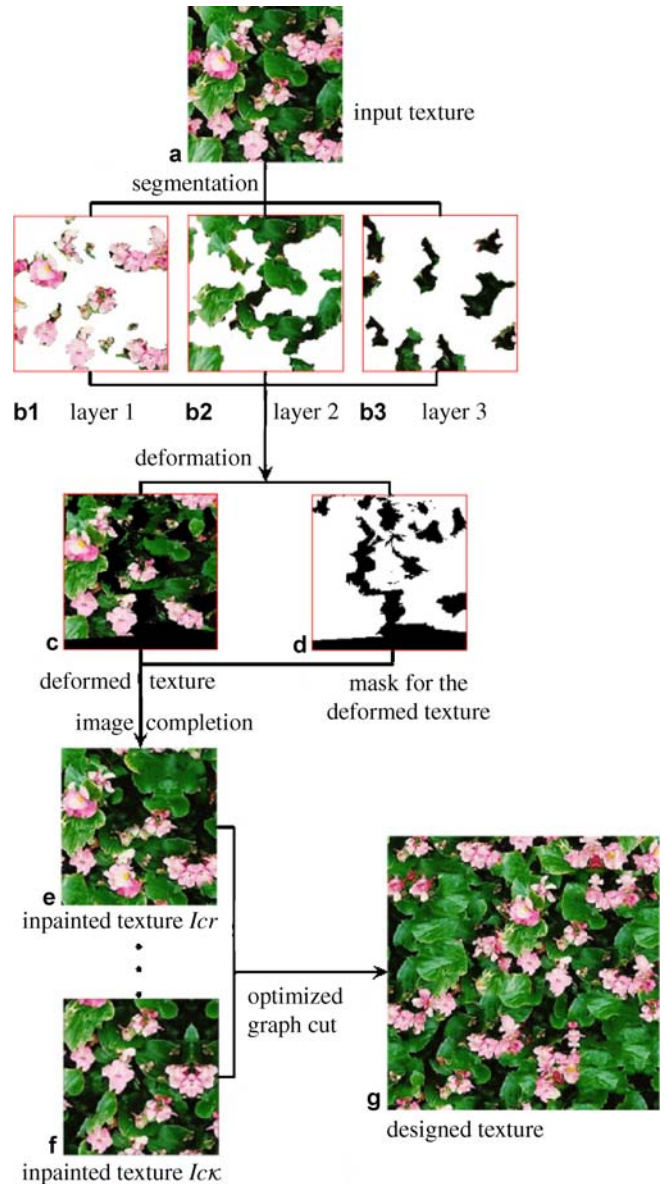 input texture
a
segmentation
b1 layer 1 b2 layer 2 b3 layer 3
deformation
c d
deformed texture
mask for the
deformed texture
image completion
e
inpainted texture Icr
optimized
graph cut
g
designed texture
f
inpainted texture Icκ